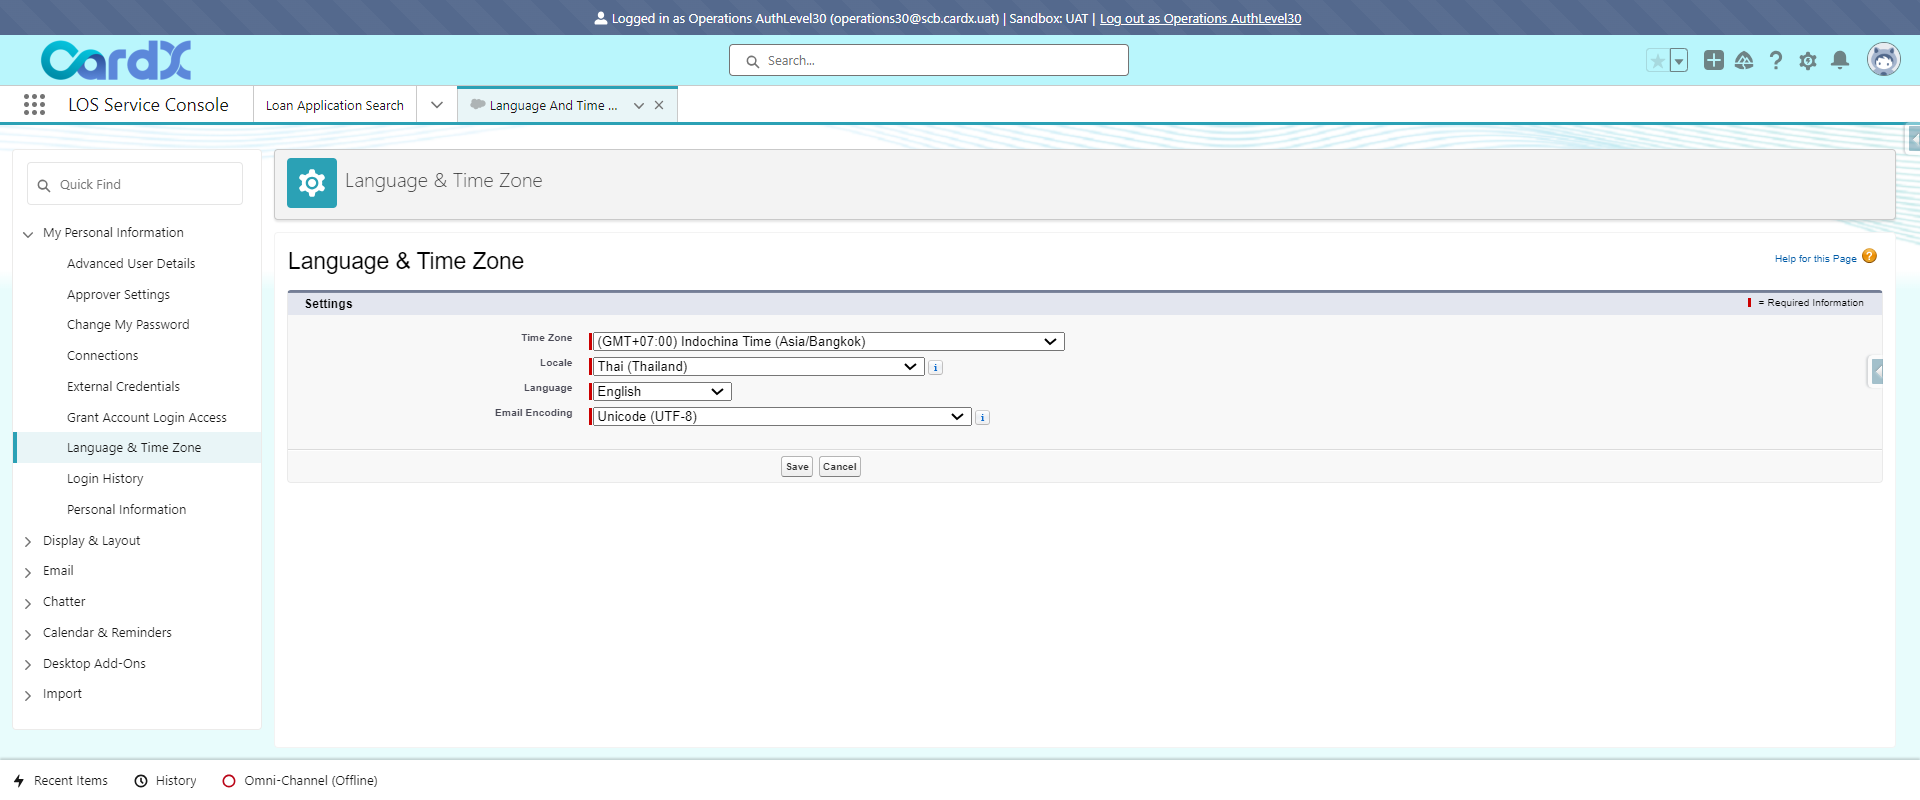 Logged in as Operations AuthLevel30 (operations30@scb.cardx.uat) | Sandbox: UAT | Log out as Operations AuthLevel30
CardX
Search...
LOS Service Console
Loan Application Search
Language And Time ...
Quick Find
My Personal Information
Advanced User Details
Approver Settings
Change My Password
Connections
External Credentials
Grant Account Login Access
Language & Time Zone
Login History
Personal Information
Display & Layout
Email
Chatter
Calendar & Reminders
Desktop Add-Ons
Import
Language & Time Zone
Language & Time Zone
Help for this Page ?
Settings
= Required Information
Time Zone (GMT+07:00) Indochina Time (Asia/Bangkok)
Locale Thai (Thailand) i
Language English
Email Encoding Unicode (UTF-8) i
Save Cancel
Recent Items
History
Omni-Channel (Offline)